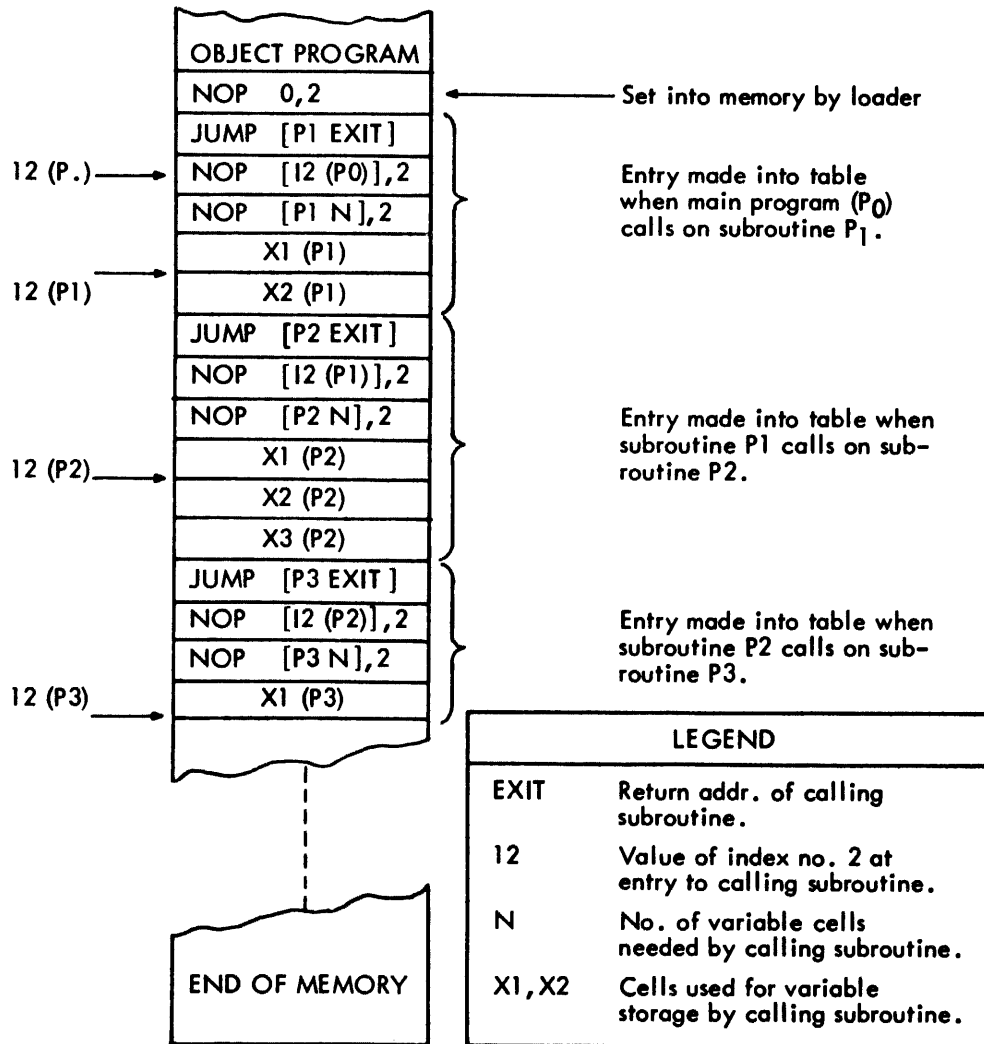 OBJECT PROGRAM
NOP 0,2
Set into memory by loader
JUMP [P1 EXIT]
12 (P.)
NOP [I2 (P0)],2
NOP [P1 N],2
X1 (P1)
12 (P1)
X2 (P1)
Entry made into table
when main program (P0)
calls on subroutine P1.
JUMP [P2 EXIT]
NOP [I2 (P1)],2
NOP [P2 N],2
X1 (P2)
12 (P2)
X2 (P2)
X3 (P2)
Entry made into table when
subroutine P1 calls on sub-
routine P2.
JUMP [P3 EXIT]
NOP [I2 (P2)],2
NOP [P3 N],2
12 (P3)
X1 (P3)
Entry made into table when
subroutine P2 calls on sub-
routine P3.
END OF MEMORY
LEGEND
EXIT Return addr. of calling
subroutine.
12 Value of index no. 2 at
entry to calling subroutine.
N No. of variable cells
needed by calling subroutine.
X1,X2 Cells used for variable
storage by calling subroutine.